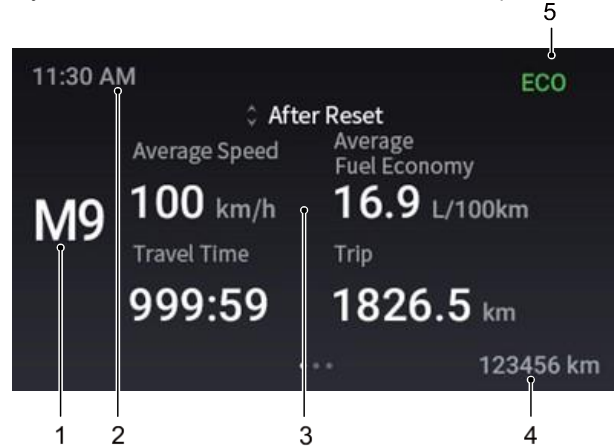 5
11:30 AM
ECO
After Reset
Average Speed
Average
Fuel Economy
M9
100 km/h
16.9 L/100km
Travel Time
Trip
999:59
1826.5 km
123456 km
1
2
3
4